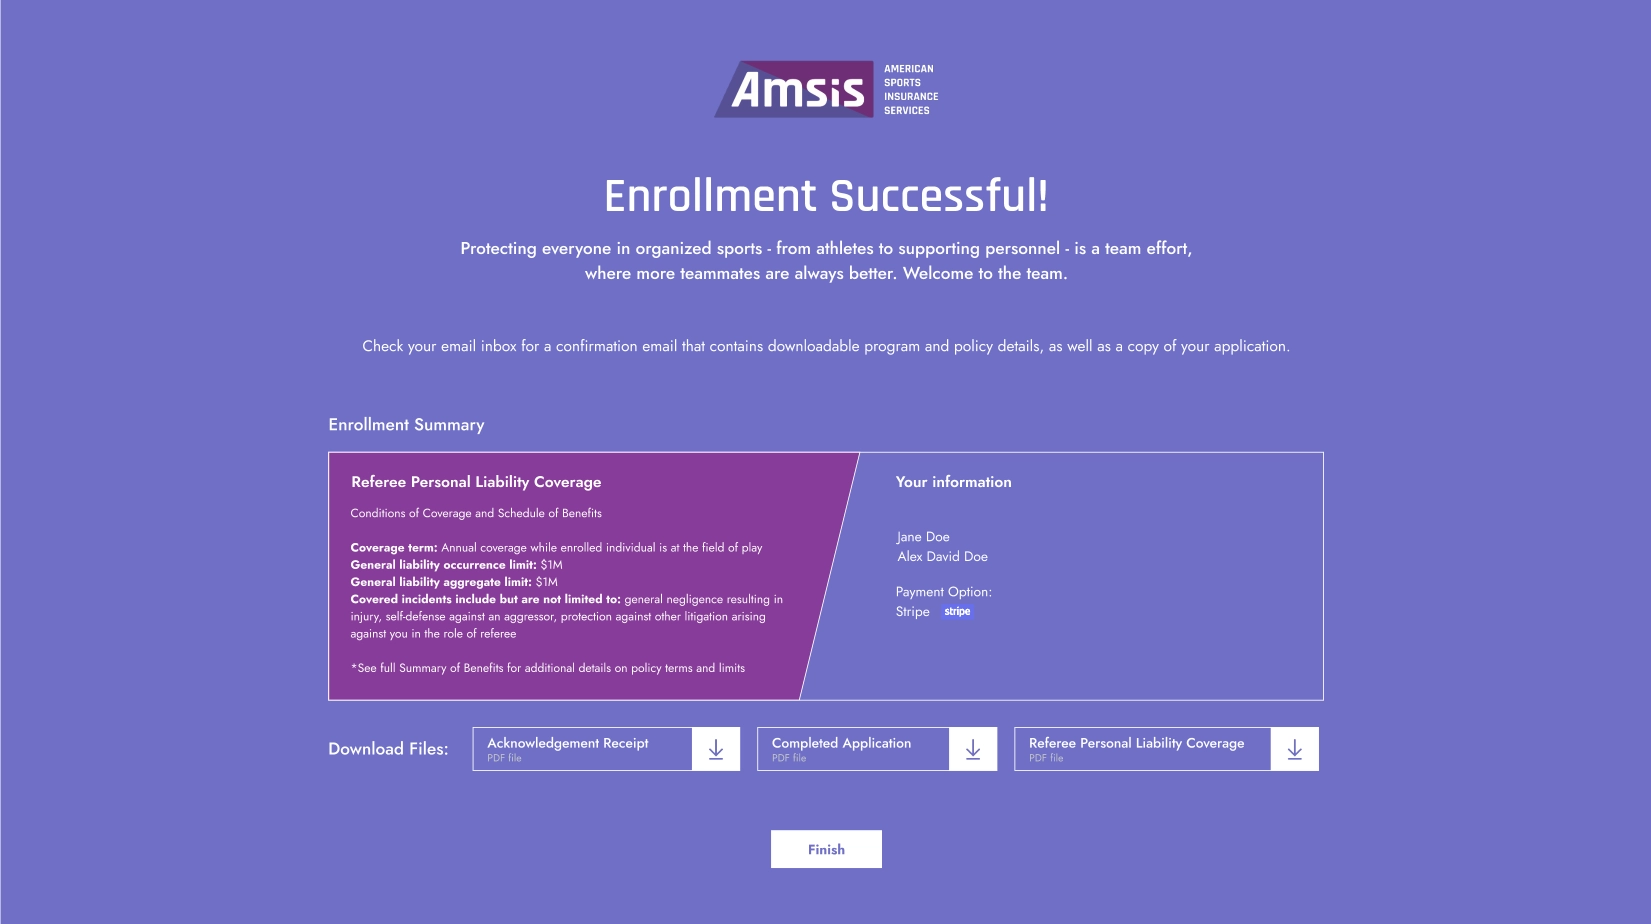 Amsis
AMERICAN
SPORTS
INSURANCE
SERVICES
Enrollment Successful!
Protecting everyone in organized sports - from athletes to supporting personnel - is a team effort,
where more teammates are always better. Welcome to the team.
Check your email inbox for a confirmation email that contains downloadable program and policy details, as well as a copy of your application.
Enrollment Summary
Referee Personal Liability Coverage
Conditions of Coverage and Schedule of Benefits
Coverage term: Annual coverage while enrolled individual is at the field of play
General liability occurrence limit: $1M
General liability aggregate limit: $1M
Covered incidents include but are not limited to: general negligence resulting in
injury, self-defense against an aggressor, protection against other litigation arising
against you in the role of referee
*See full Summary of Benefits for additional details on policy terms and limits
Your information
Jane Doe
Alex David Doe
Payment Option:
Stripe stripe
Download Files:
Acknowledgement Receipt
PDF file
Completed Application
PDF file
Referee Personal Liability Coverage
PDF file
Finish